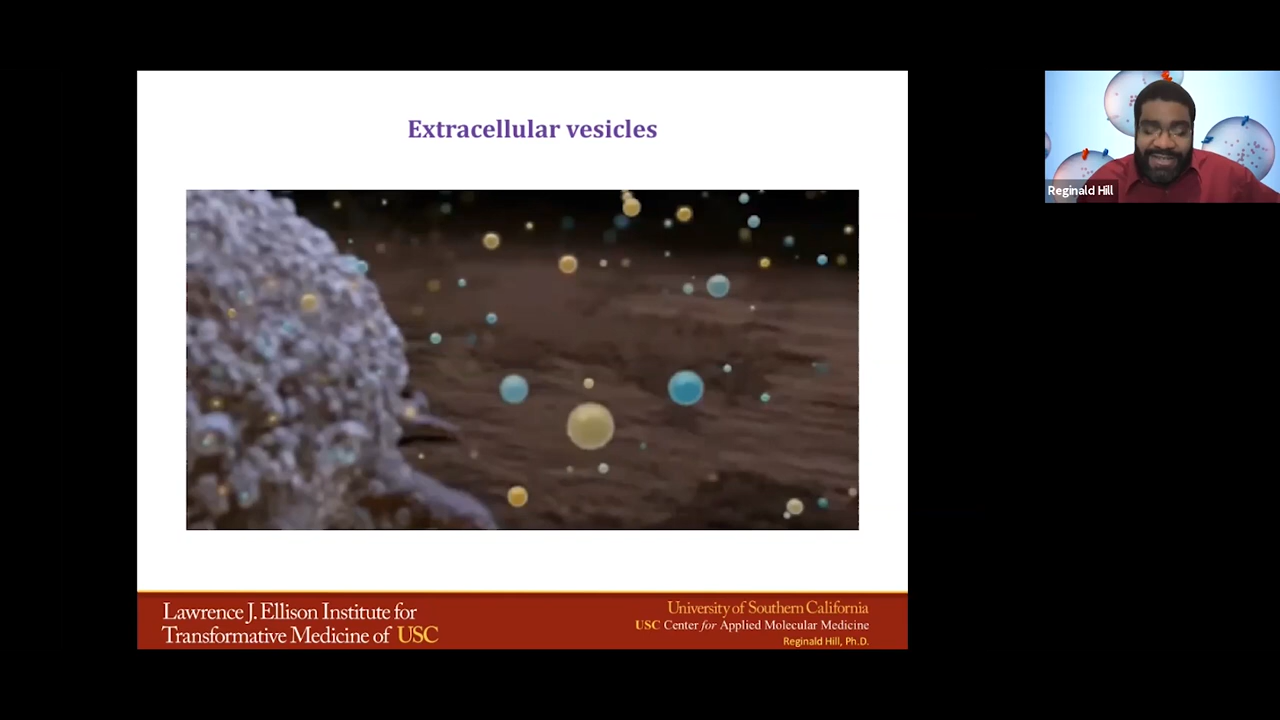 Extracellular vesicles
Reginald Hill
Lawrence J. Ellison Institute for
Transformative Medicine of USC
University of Southern California
USC Center for Applied Molecular Medicine
Reginald Hill, Ph.D.